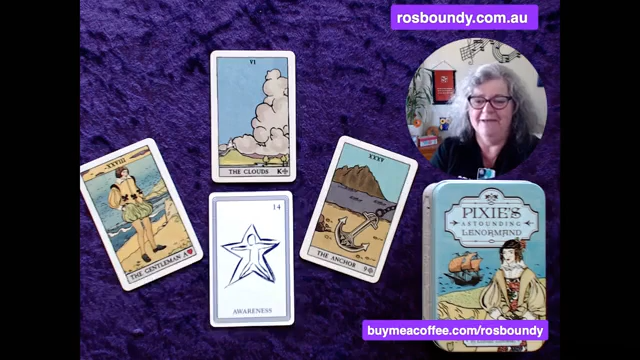 rosboundy.com.au
VI
THE CLOUDS K
XXVIII
THE GENTLEMAN A
14
AWARENESS
XXXV
THE ANCHOR 9
PIXIE'S
ASTOUNDING
LENORMAND
buymeacoffee.com/rosboundy